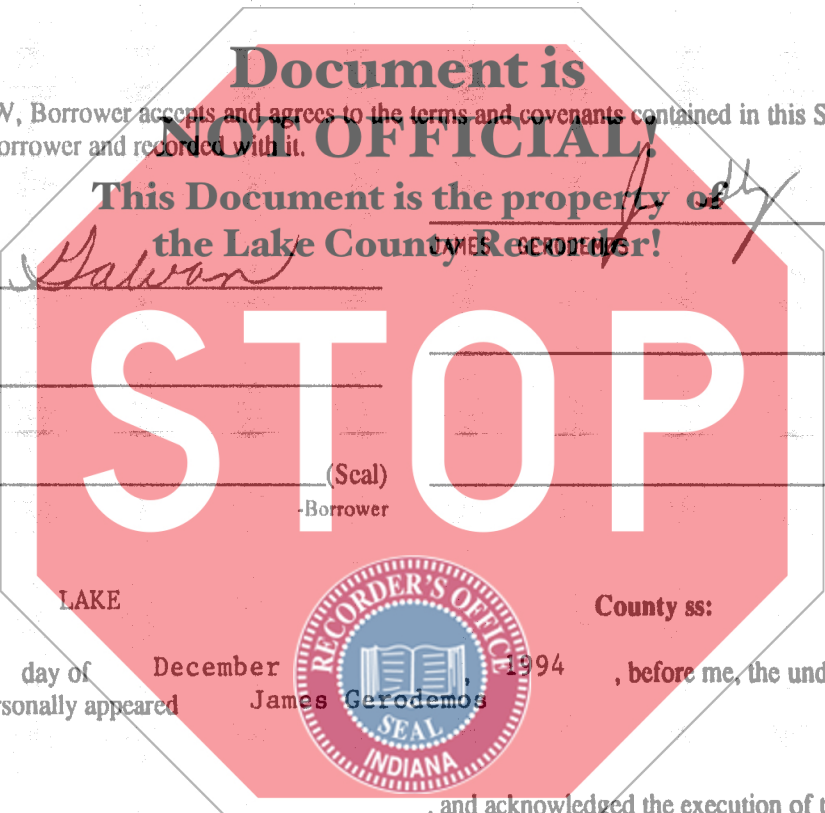 Document is
W, Borrower accepts and agrees to the terms and covenants contained in this S
NOT OFFICIAL!
orrower and recorded with it.
This Document is the property of
the Lake County Recorder!
JAMES GERODEMOS
Galvan
STOP
(Seal)
-Borrower
LAKE
County ss:
RECORDER'S OFFICE
SEAL
INDIANA
day of December , 1994 , before me, the und
rsonally appeared James Gerodemos
, and acknowledged the execution of t